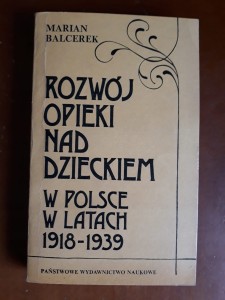 MARIAN
BALCEREK
ROZWÓJ
OPIEKI
NAD
DZIECKIEM
W POLSCE
W LATACH
1918-1939
PAŃSTWOWE WYDAWNICTWO NAUKOWE